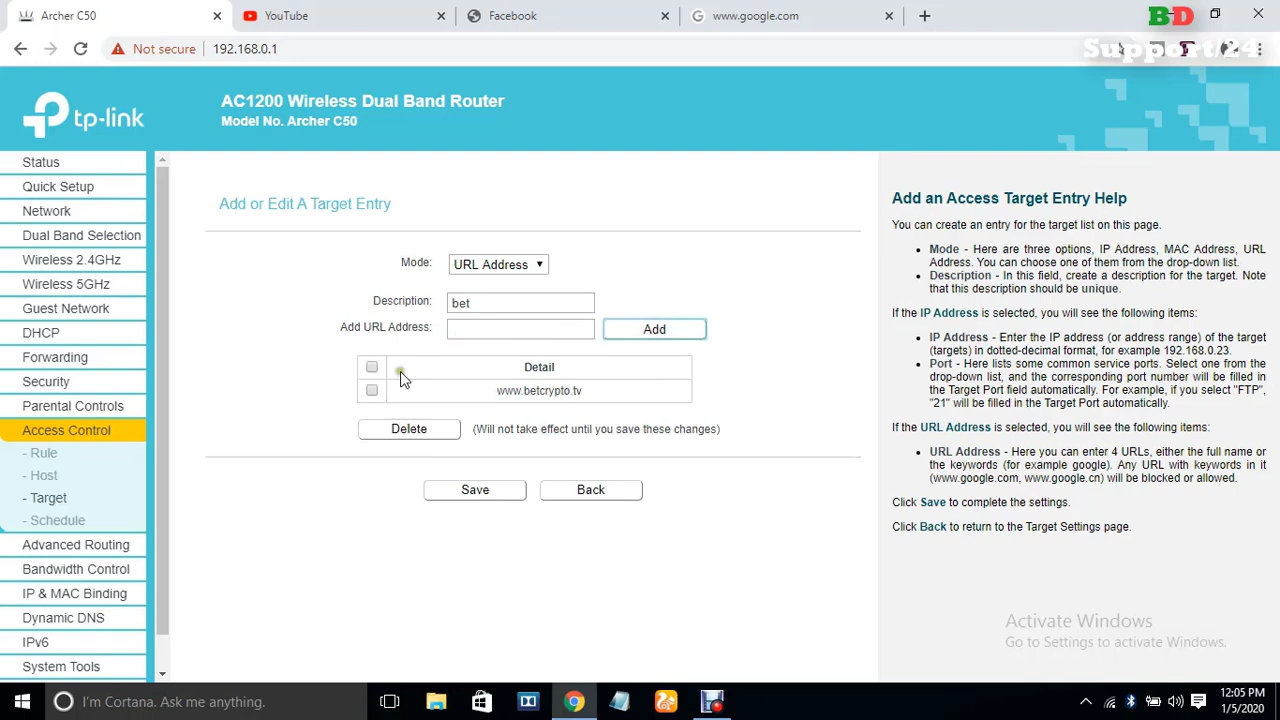 Archer C50
YouTube
Facebook
www.google.com
BD
Support/24
Not secure
192.168.0.1
tp-link
AC1200 Wireless Dual Band Router
Model No. Archer C50
Status
Quick Setup
Network
Dual Band Selection
Wireless 2.4GHz
Wireless 5GHz
Guest Network
DHCP
Forwarding
Security
Parental Controls
Access Control
- Rule
- Host
- Target
- Schedule
Advanced Routing
Bandwidth Control
IP & MAC Binding
Dynamic DNS
IPv6
System Tools
Add or Edit A Target Entry
Mode: URL Address
Description: bet
Add URL Address: Add
Detail
www.betcrypto.tv
Delete (Will not take effect until you save these changes)
Save Back
Add an Access Target Entry Help
You can create an entry for the target list on this page.
Mode - Here are three options, IP Address, MAC Address, URL
Address. You can choose one of them from the drop-down list.
Description - In this field, create a description for the target. Note
that this description should be unique.
If the IP Address is selected, you will see the following items:
IP Address - Enter the IP address (or address range) of the target
(targets) in dotted-decimal format, for example 192.168.0.23.
Port - Here lists some common service ports. Select one from the
drop-down list, and the corresponding port number will be filled in
the Target Port field automatically. For example, if you select "FTP",
"21" will be filled in the Target Port automatically.
If the URL Address is selected, you will see the following items:
URL Address - Here you can enter 4 URLs, either the full name or
the keywords (for example google). Any URL with keywords in it
(www.google.com, www.google.cn) will be blocked or allowed.
Click Save to complete the settings.
Click Back to return to the Target Settings page.
Activate Windows
Go to Settings to activate Windows.
I'm Cortana. Ask me anything.
12:05 PM
1/5/2020